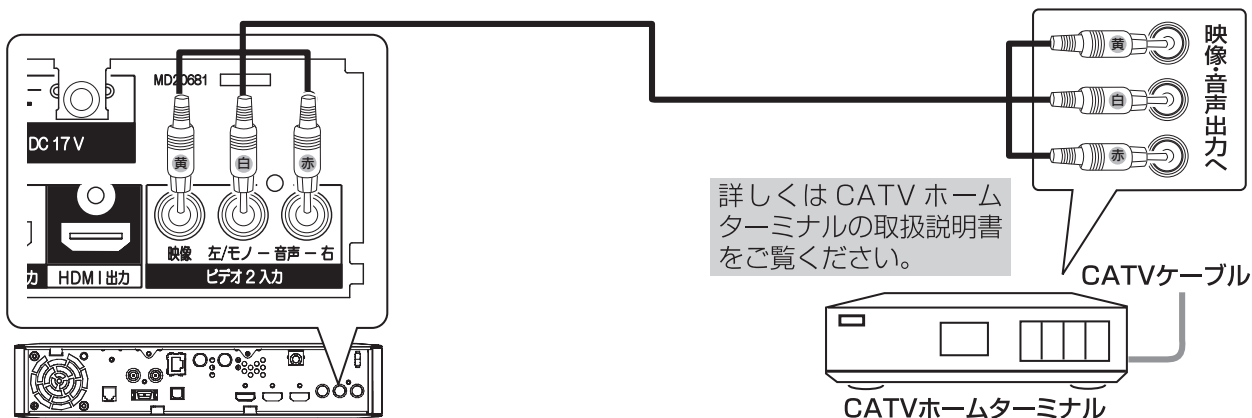 MD20681
DC 17 V
黄
白
赤
映像 左/モノ ー 音声 ー 右
力
HDMI出力
ビデオ2入力
黄
白
赤
映像・音声出力へ
詳しくは CATV ホーム
ターミナルの取扱説明書
をご覧ください。
CATVケーブル
CATVホームターミナル